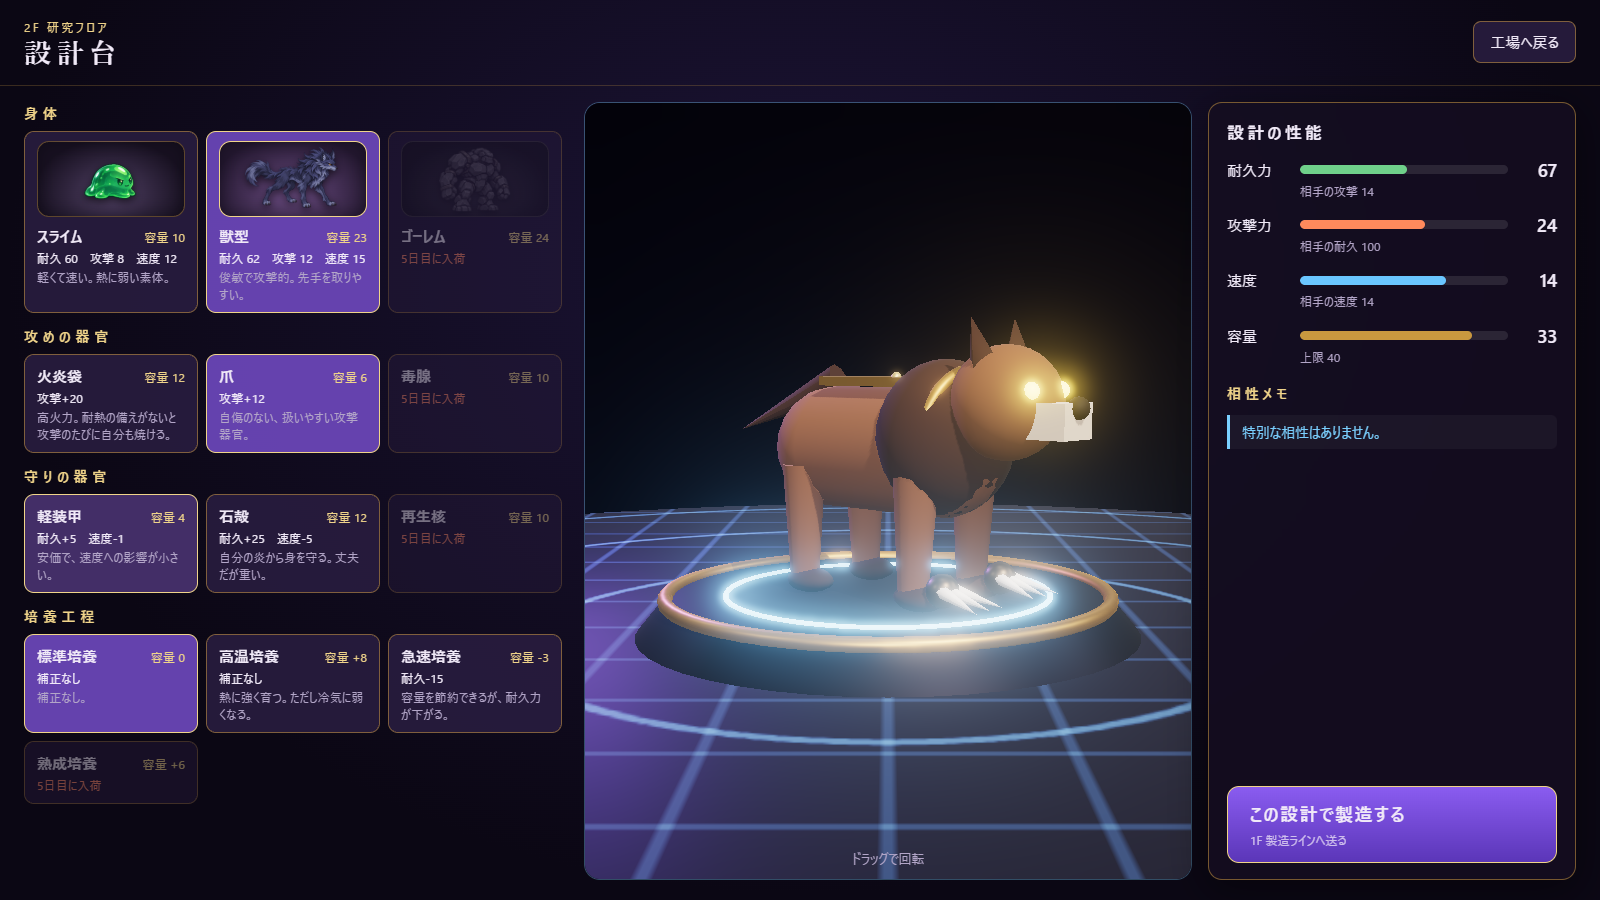 2F 研究フロア
設計台
工場へ戻る
身体
スライム 容量 10
耐久 60 攻撃 8 速度 12
軽くて速い。熱に弱い素体。
獣型 容量 23
耐久 62 攻撃 12 速度 15
俊敏で攻撃的。先手を取りや
すい。
ゴーレム 容量 24
5日目に入荷
攻めの器官
火炎袋 容量 12
攻撃+20
高火力。耐熱の備えがないと
攻撃のたびに自分も焼ける。
爪 容量 6
攻撃+12
自傷のない、扱いやすい攻撃
器官。
毒腺 容量 10
5日目に入荷
守りの器官
軽装甲 容量 4
耐久+5 速度-1
安価で、速度への影響が小さ
い。
石殻 容量 12
耐久+25 速度-5
自分の炎から身を守る。丈夫
だが重い。
再生核 容量 10
5日目に入荷
培養工程
標準培養 容量 0
補正なし
補正なし。
高温培養 容量 +8
補正なし
熱に強く育つ。ただし冷気に弱
くなる。
急速培養 容量 -3
耐久-15
容量を節約できるが、耐久力
が下がる。
熟成培養 容量 +6
5日目に入荷
ドラッグで回転
設計の性能
耐久力 67
相手の攻撃 14
攻撃力 24
相手の耐久 100
速度 14
相手の速度 14
容量 33
上限 40
相性メモ
特別な相性はありません。
この設計で製造する
1F 製造ラインへ送る